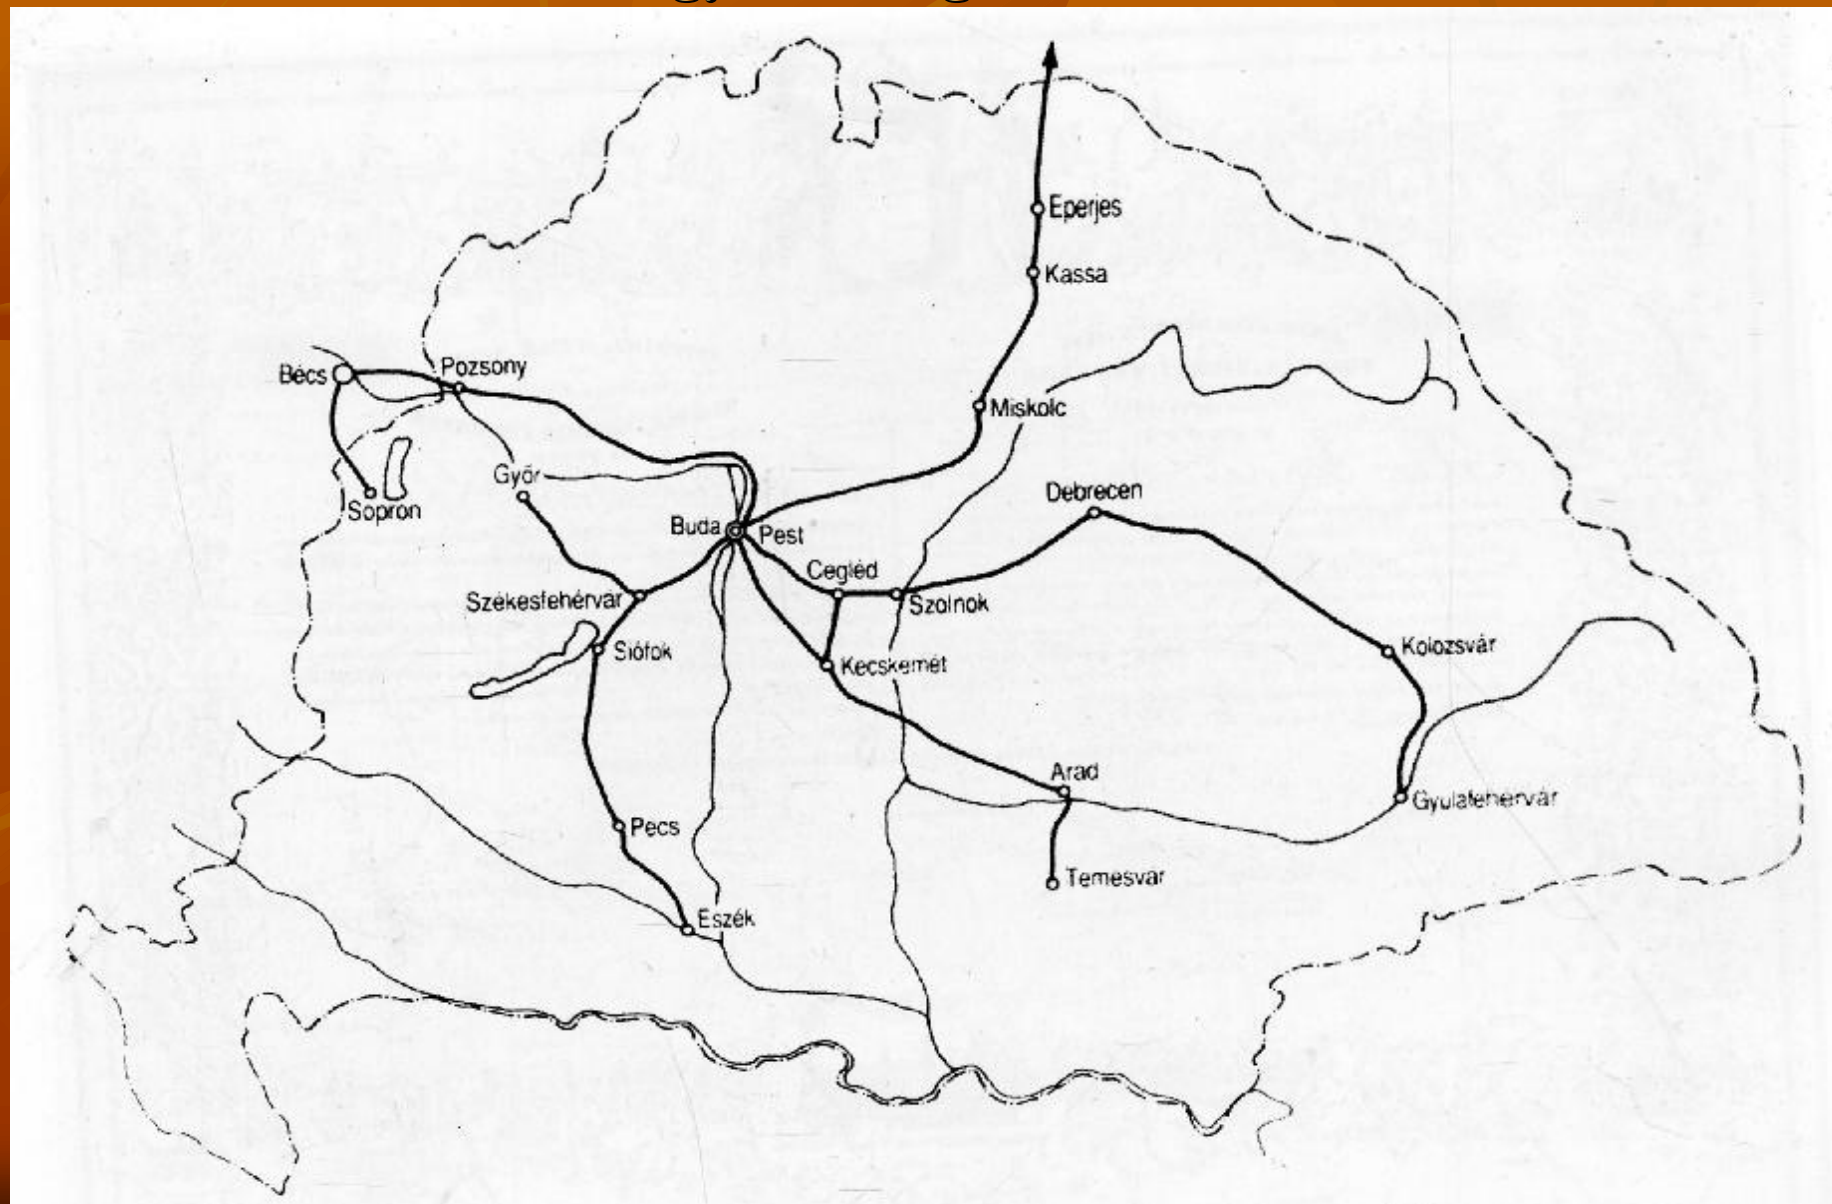 Eperjes
Kassa
Pozsony
Bécs
Miskolc
Győr
Debrecen
Sopron
Buda
Pest
Cegléd
Székesfehérvár
Szolnok
Siófok
Kolozsvár
Kecskemét
Arad
Gyulafehérvár
Pecs
Temesvár
Eszék